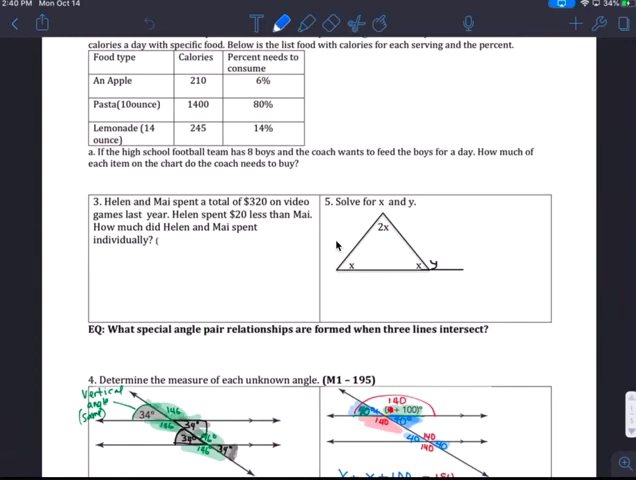 2:40 PM Mon Oct 14
34%
calories a day with specific food. Below is the list food with calories for each serving and the percent.
Food type Calories Percent needs to consume
An Apple 210 6%
Pasta(10ounce) 1400 80%
Lemonade (14 ounce) 245 14%
a. If the high school football team has 8 boys and the coach wants to feed the boys for a day. How much of
each item on the chart do the coach needs to buy?
3. Helen and Mai spent a total of $320 on video
games last year. Helen spent $20 less than Mai.
How much did Helen and Mai spent
individually? (
5. Solve for x and y.
2x
x x y
EQ: What special angle pair relationships are formed when three lines intersect?
4. Determine the measure of each unknown angle. (M1 – 195)
Vertical
angle
(same)
34° 146
146 34°
34° 146°
146° 34°
140
+ 100)°
140 40°
40 140
140 40